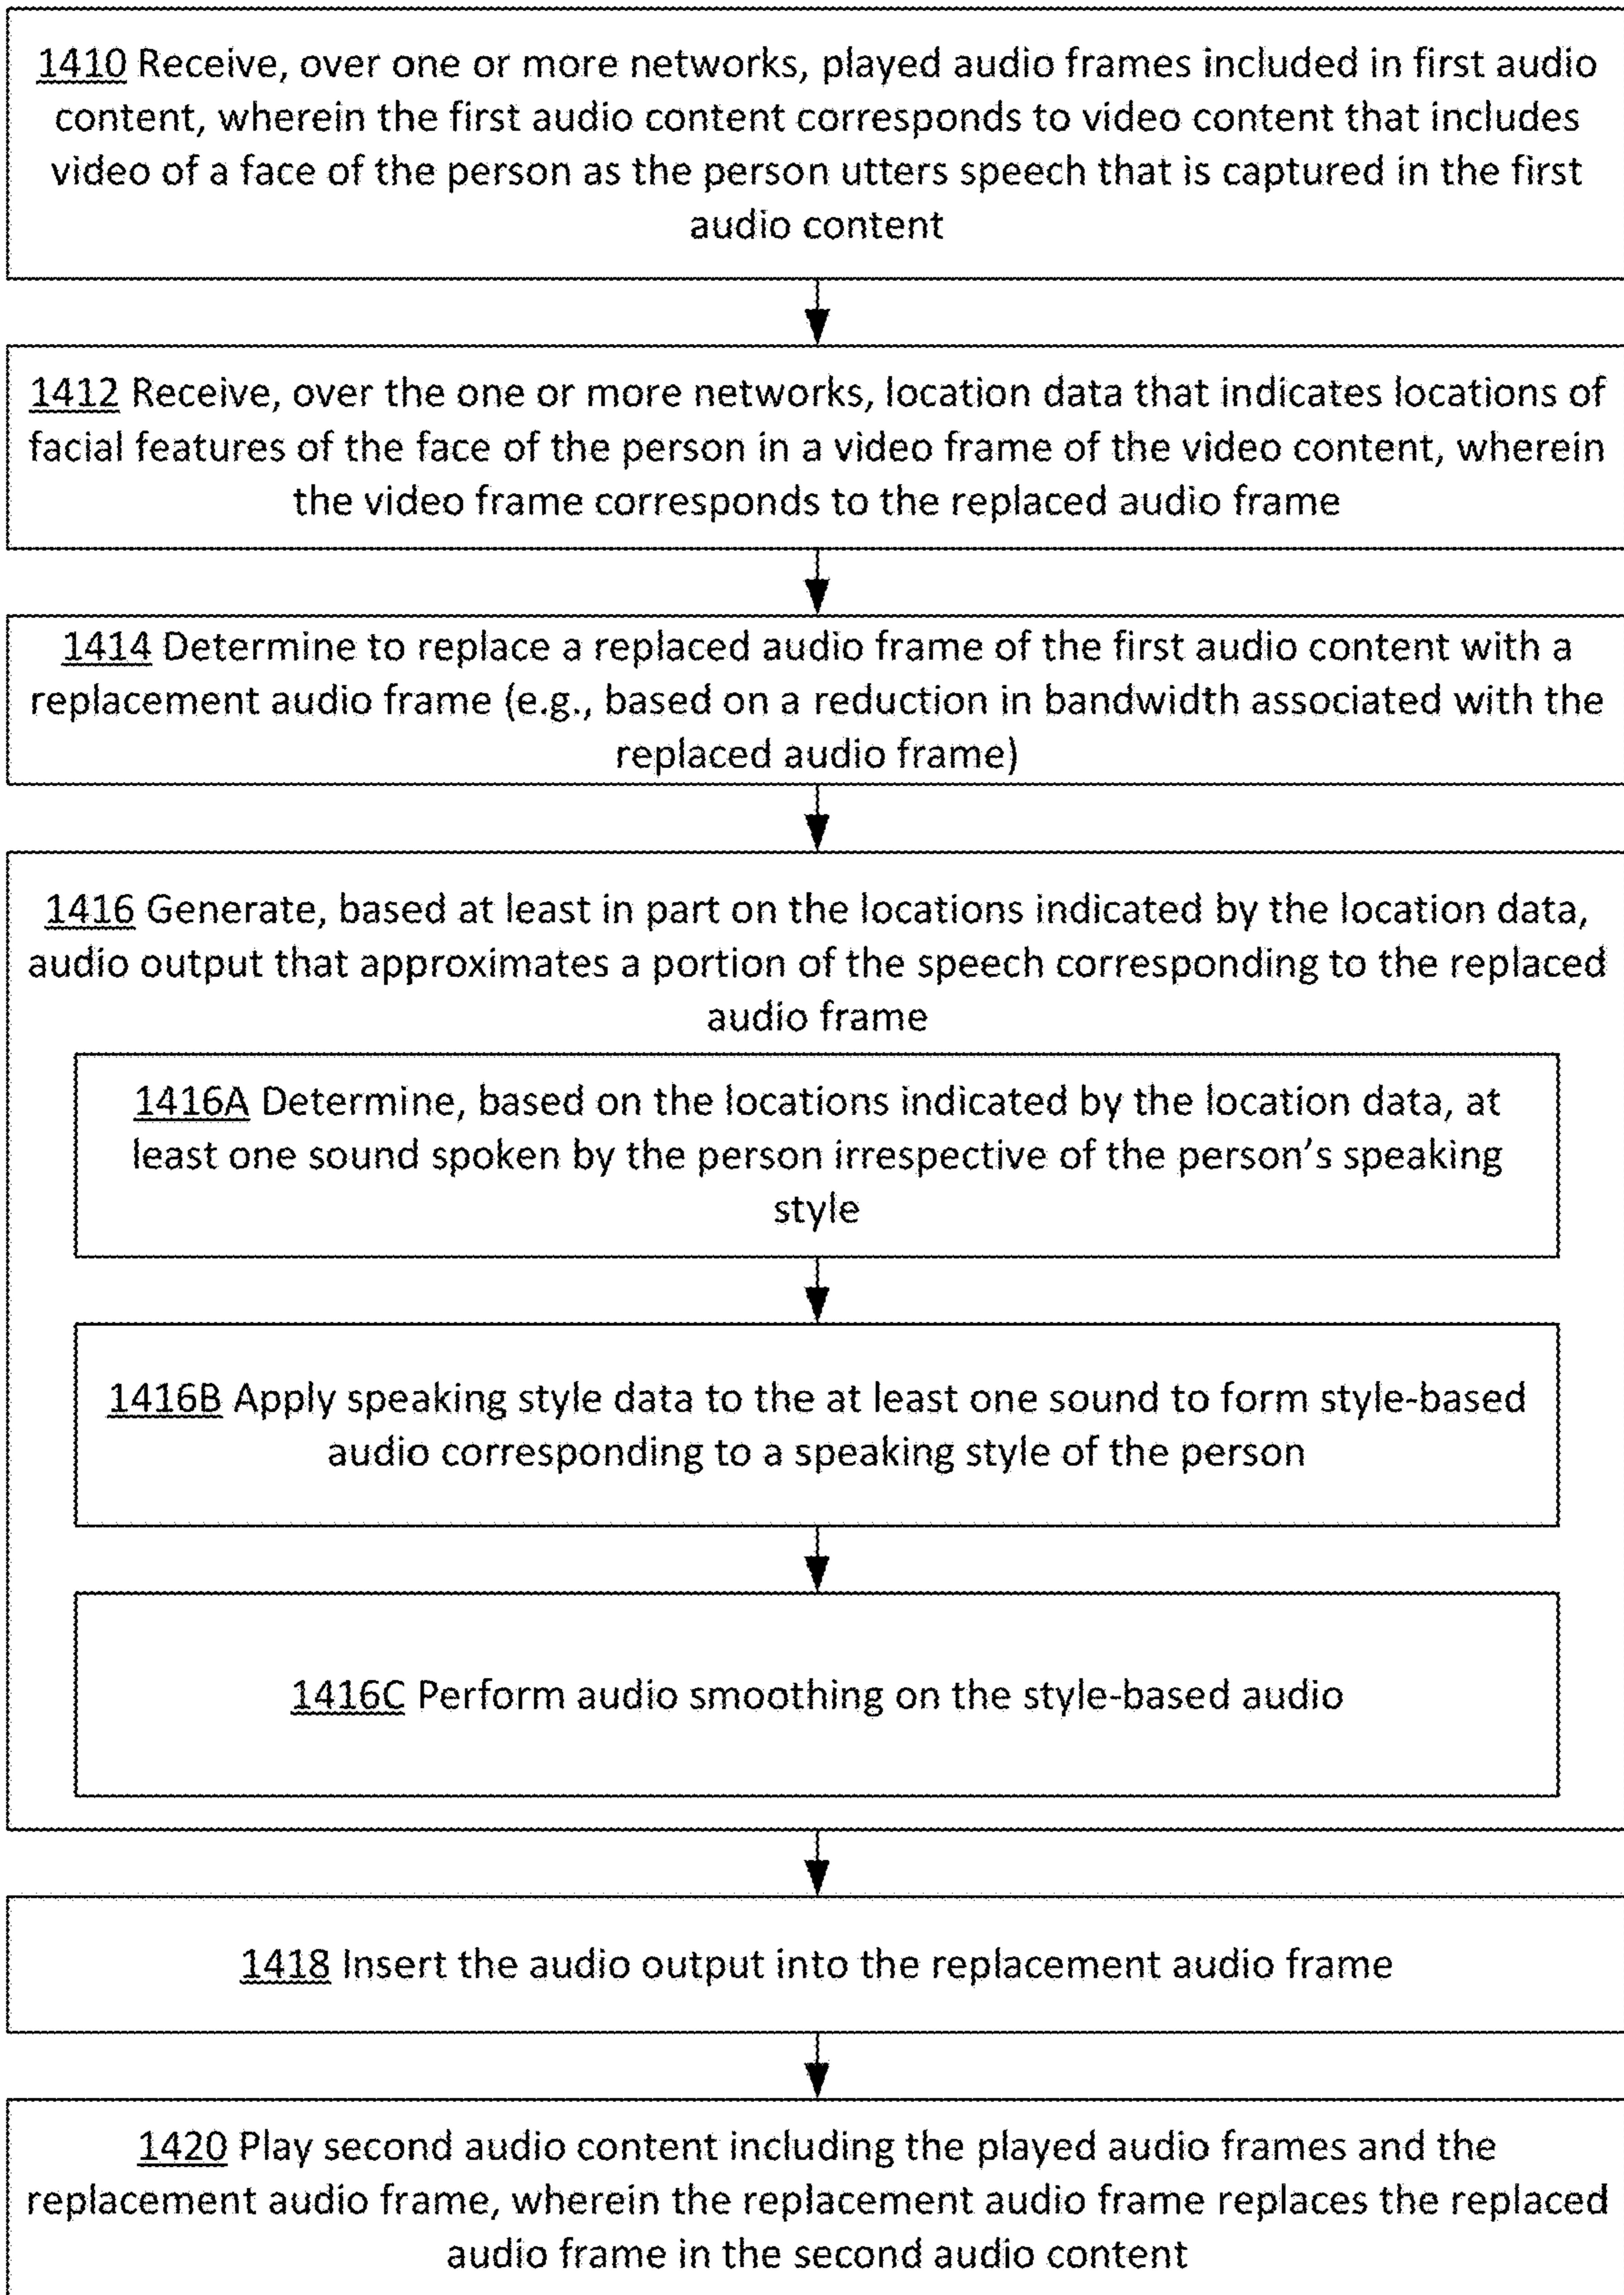 1410 Receive, over one or more networks, played audio frames included in first audio
content, wherein the first audio content corresponds to video content that includes
video of a face of the person as the person utters speech that is captured in the first
audio content
1412 Receive, over the one or more networks, location data that indicates locations of
facial features of the face of the person in a video frame of the video content, wherein
the video frame corresponds to the replaced audio frame
1414 Determine to replace a replaced audio frame of the first audio content with a
replacement audio frame (e.g., based on a reduction in bandwidth associated with the
replaced audio frame)
1416 Generate, based at least in part on the locations indicated by the location data,
audio output that approximates a portion of the speech corresponding to the replaced
audio frame
1416A Determine, based on the locations indicated by the location data, at
least one sound spoken by the person irrespective of the person's speaking
style
1416B Apply speaking style data to the at least one sound to form style-based
audio corresponding to a speaking style of the person
1416C Perform audio smoothing on the style-based audio
1418 Insert the audio output into the replacement audio frame
1420 Play second audio content including the played audio frames and the
replacement audio frame, wherein the replacement audio frame replaces the replaced
audio frame in the second audio content